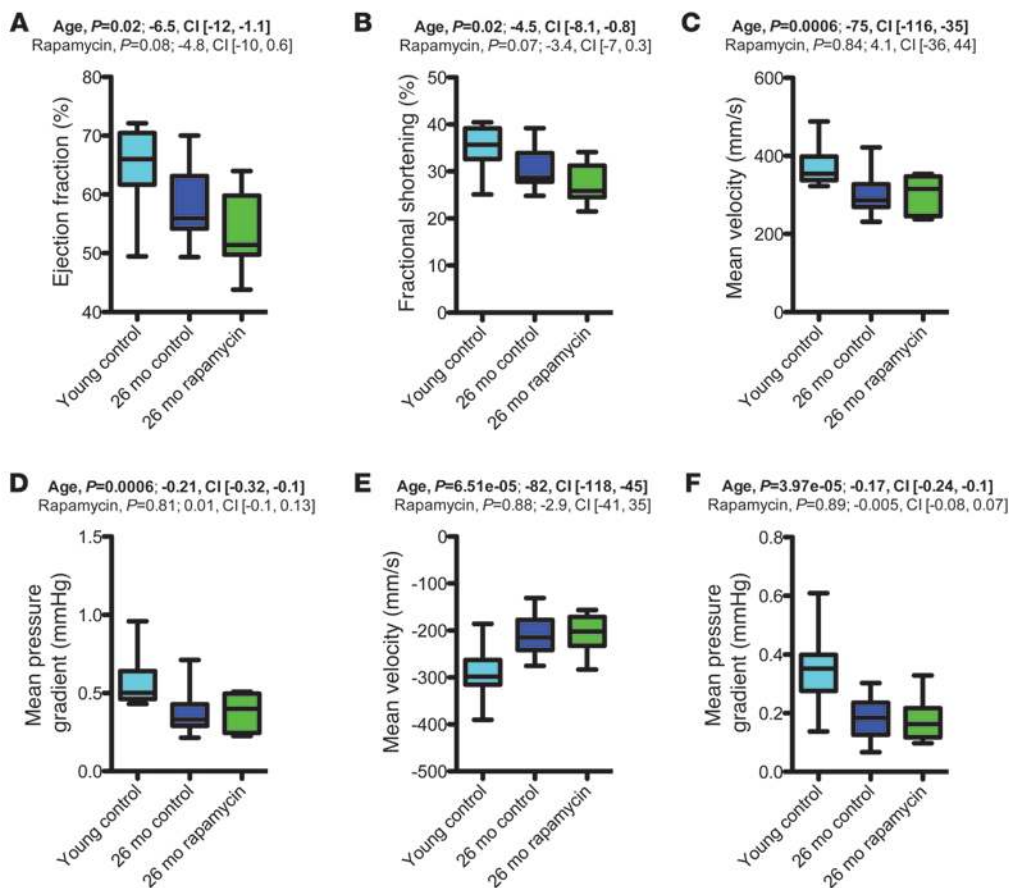 A
Age, P=0.02; -6.5, CI [-12, -1.1]
Rapamycin, P=0.08; -4.8, CI [-10, 0.6]
Ejection fraction (%)
80
70
60
50
40
Young control
26 mo control
26 mo rapamycin
B
Age, P=0.02; -4.5, CI [-8.1, -0.8]
Rapamycin, P=0.07; -3.4, CI [-7, 0.3]
Fractional shortening (%)
50
40
30
20
10
0
Young control
26 mo control
26 mo rapamycin
C
Age, P=0.0006; -75, CI [-116, -35]
Rapamycin, P=0.84; 4.1, CI [-36, 44]
Mean velocity (mm/s)
600
400
200
0
Young control
26 mo control
26 mo rapamycin
D
Age, P=0.0006; -0.21, CI [-0.32, -0.1]
Rapamycin, P=0.81; 0.01, CI [-0.1, 0.13]
Mean pressure
gradient (mmHg)
1.5
1.0
0.5
0.0
Young control
26 mo control
26 mo rapamycin
E
Age, P=6.51e-05; -82, CI [-118, -45]
Rapamycin, P=0.88; -2.9, CI [-41, 35]
Mean velocity (mm/s)
0
-100
-200
-300
-400
-500
Young control
26 mo control
26 mo rapamycin
F
Age, P=3.97e-05; -0.17, CI [-0.24, -0.1]
Rapamycin, P=0.89; -0.005, CI [-0.08, 0.07]
Mean pressure
gradient (mmHg)
0.8
0.6
0.4
0.2
0.0
Young control
26 mo control
26 mo rapamycin